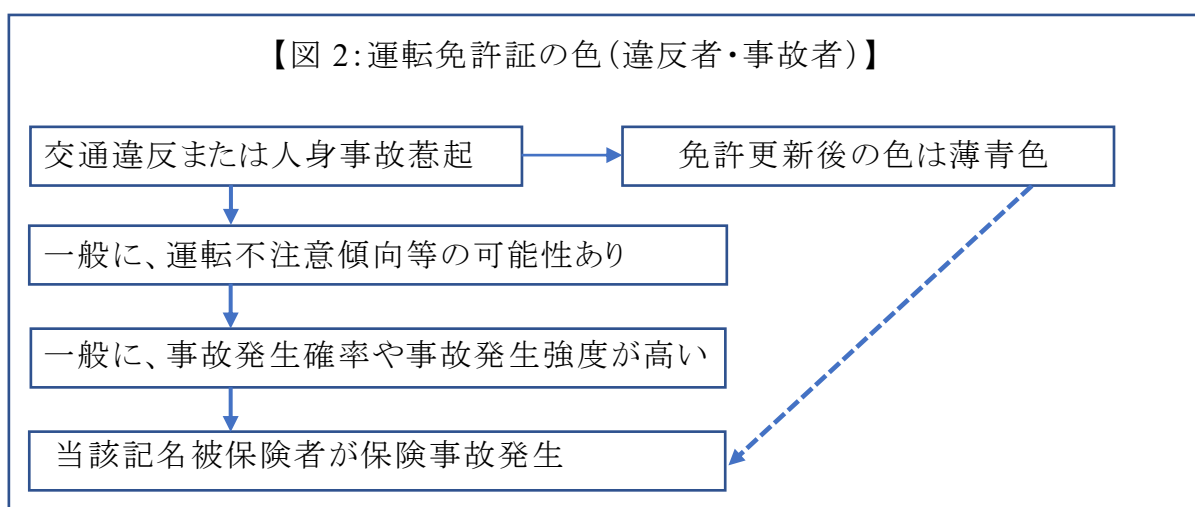 【図 2:運転免許証の色(違反者・事故者)】
交通違反または人身事故惹起
免許更新後の色は薄青色
一般に、運転不注意傾向等の可能性あり
一般に、事故発生確率や事故発生強度が高い
当該記名被保険者が保険事故発生